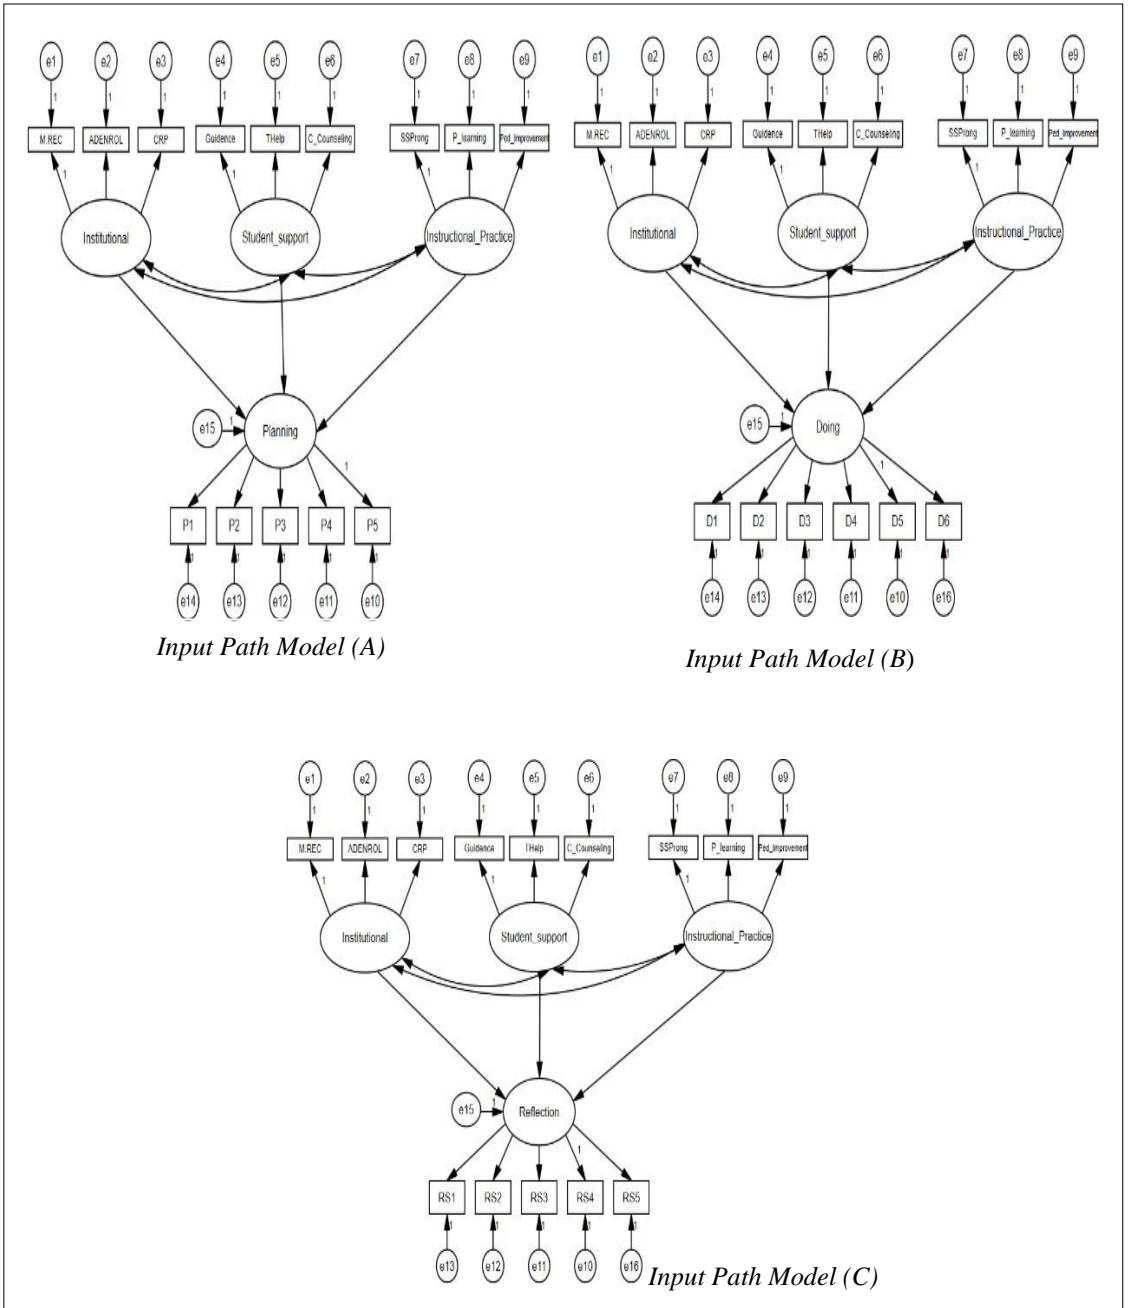 e1 e2 e3 e4 e5 e6 e7 e8 e9
1 1 1 1 1 1 1 1 1
M.REC ADENROL CRP Guidence THelp C_Counseling SSProng P_learning Ped_Improvement
1 1 1
Institutional Student_support Instructional_Practice
e15 1 Planning
1
P1 P2 P3 P4 P5
1 1 1 1 1
e14 e13 e12 e11 e10
Input Path Model (A)
e1 e2 e3 e4 e5 e6 e7 e8 e9
1 1 1 1 1 1 1 1 1
M.REC ADENROL CRP Guidence THelp C_Counseling SSProng P_learning Ped_Improvement
1 1 1
Institutional Student_support Instructional_Practice
e15 1 Doing
1
D1 D2 D3 D4 D5 D6
1 1 1 1 1 1
e14 e13 e12 e11 e10 e16
Input Path Model (B)
e1 e2 e3 e4 e5 e6 e7 e8 e9
1 1 1 1 1 1 1 1 1
M.REC ADENROL CRP Guidence THelp C_Counseling SSProng P_learning Ped_Improvement
1 1 1
Institutional Student_support Instructional_Practice
e15 1 Reflection
1
RS1 RS2 RS3 RS4 RS5
1 1 1 1 1
e13 e12 e11 e10 e16
Input Path Model (C)